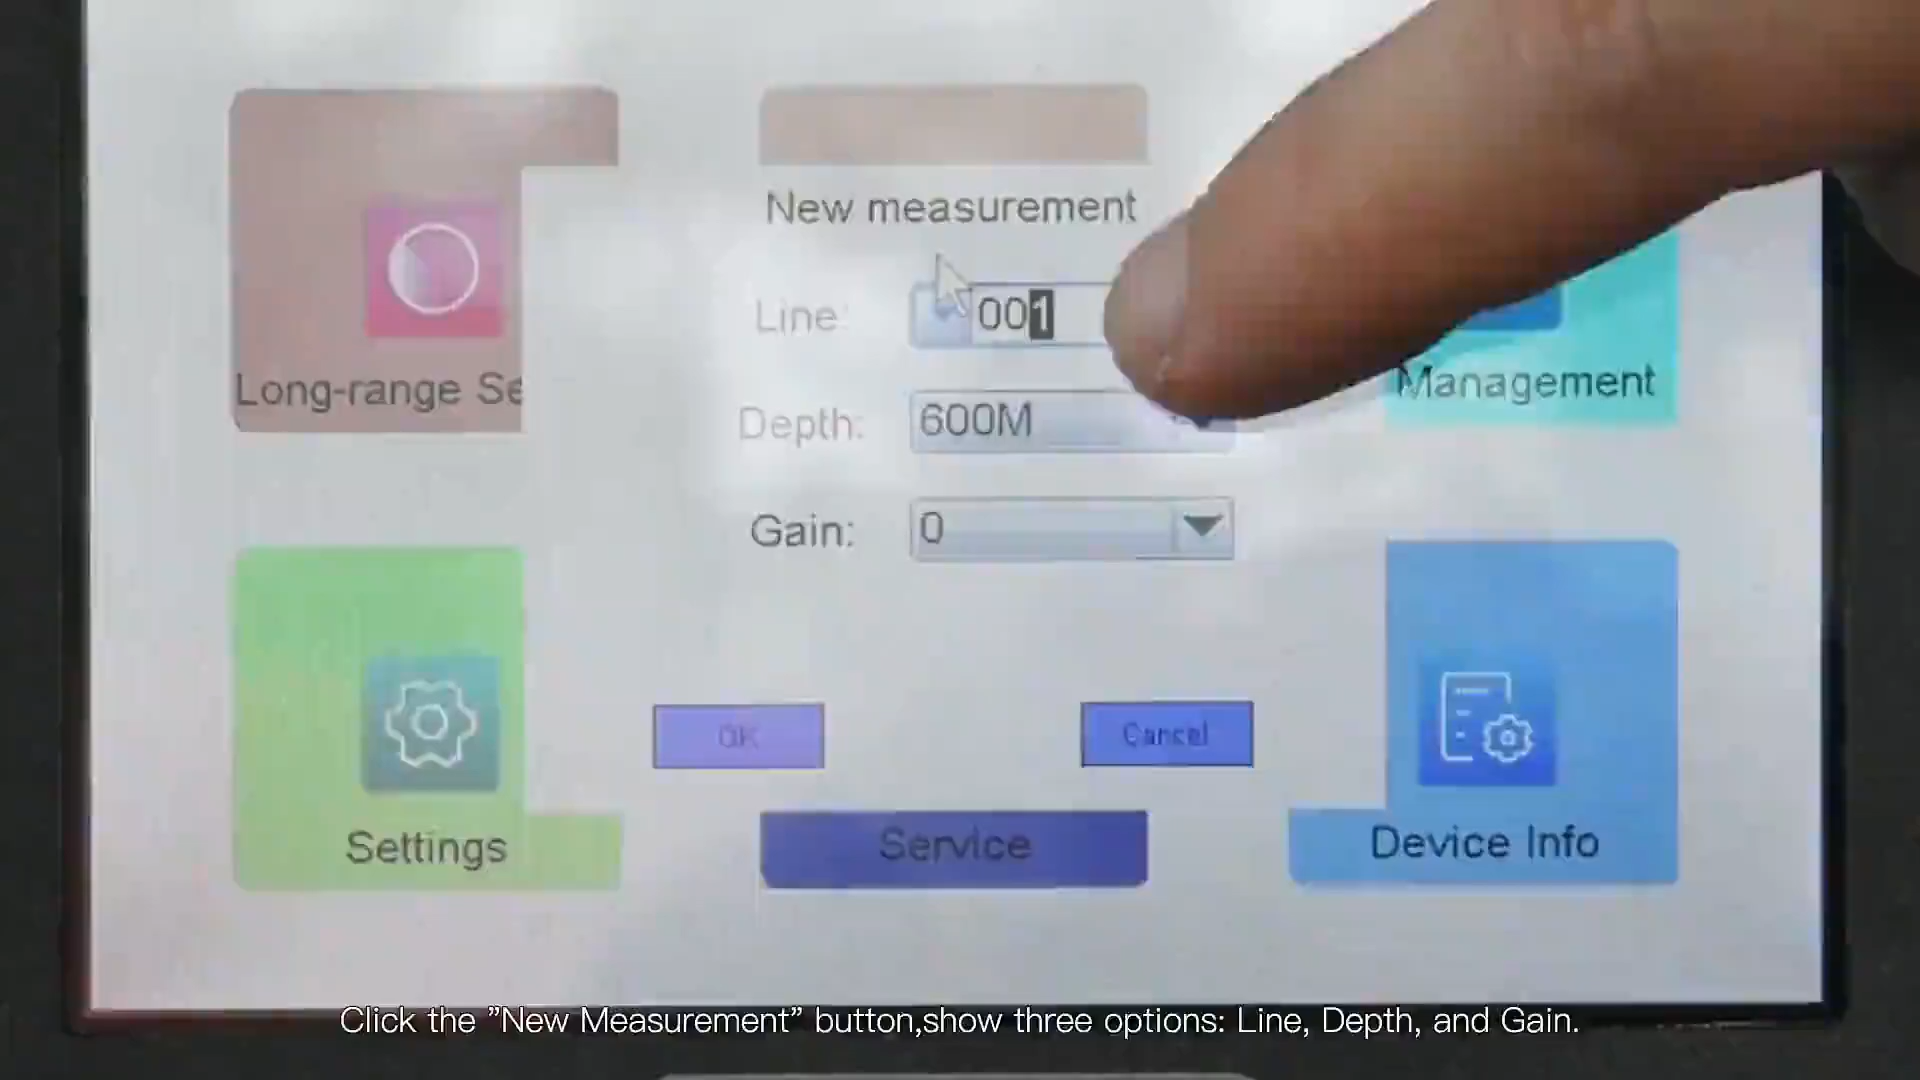 New measurement
Line: 001
Long-range Se
Management
Depth: 600M
Gain: 0
OK
Cancel
Settings
Service
Device Info
Click the "New Measurement" button,show three options: Line, Depth, and Gain.